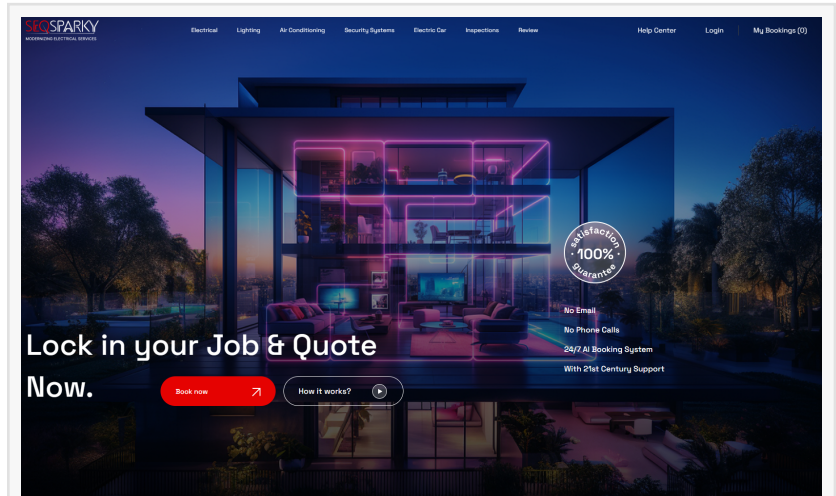 SEQSPARKY
MODERNIZING ELECTRICAL SERVICES
Electrical
Lighting
Air Conditioning
Security Systems
Electric Car
Inspections
Review
Help Center
Login
My Bookings (0)
satisfaction
100%
guarantee
No Email
No Phone Calls
24/7 AI Booking System
With 21st Century Support
Lock in your Job & Quote
Now.
Book now
How it works?